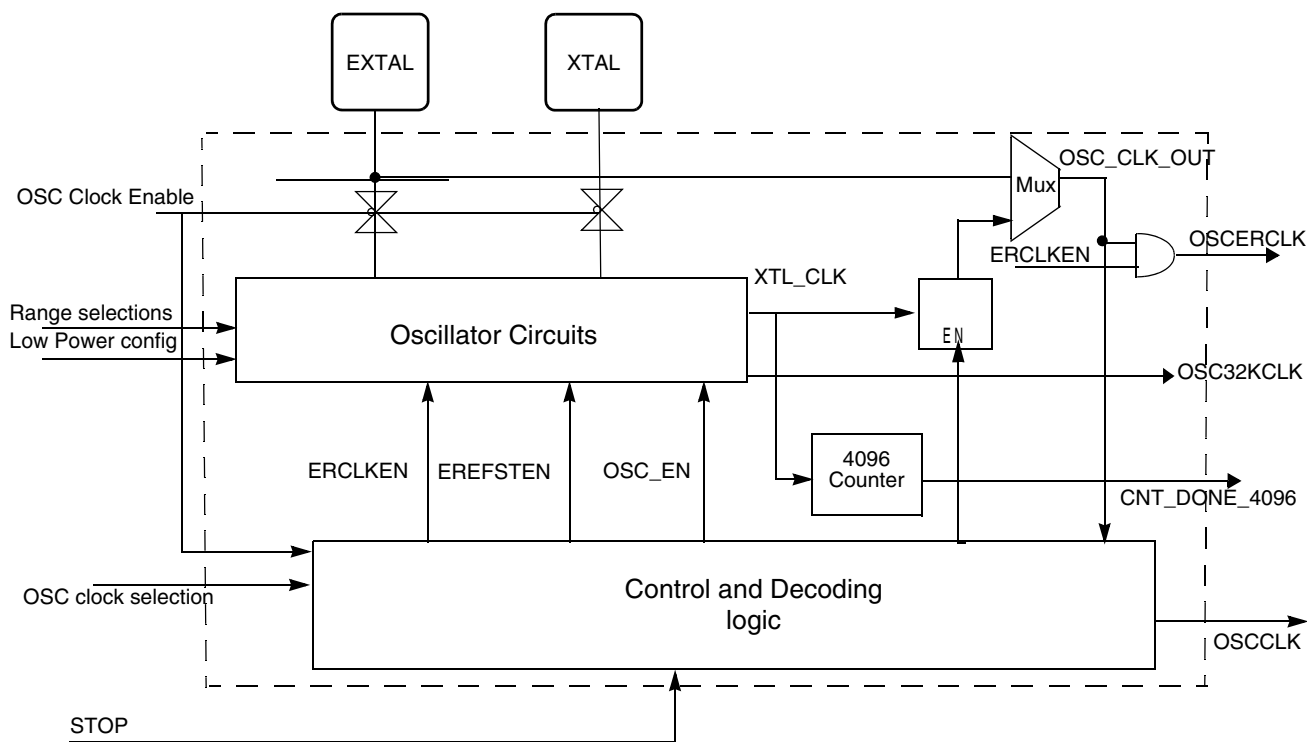 EXTAL
XTAL
OSC_CLK_OUT
Mux
OSC Clock Enable
OSCERCLK
ERCLKEN
XTL_CLK
Range selections
Oscillator Circuits
EN
Low Power config
OSC32KCLK
4096
Counter
ERCLKEN
EREFSTEN
OSC_EN
CNT_DONE_4096
Control and Decoding
logic
OSC clock selection
OSCCLK
STOP